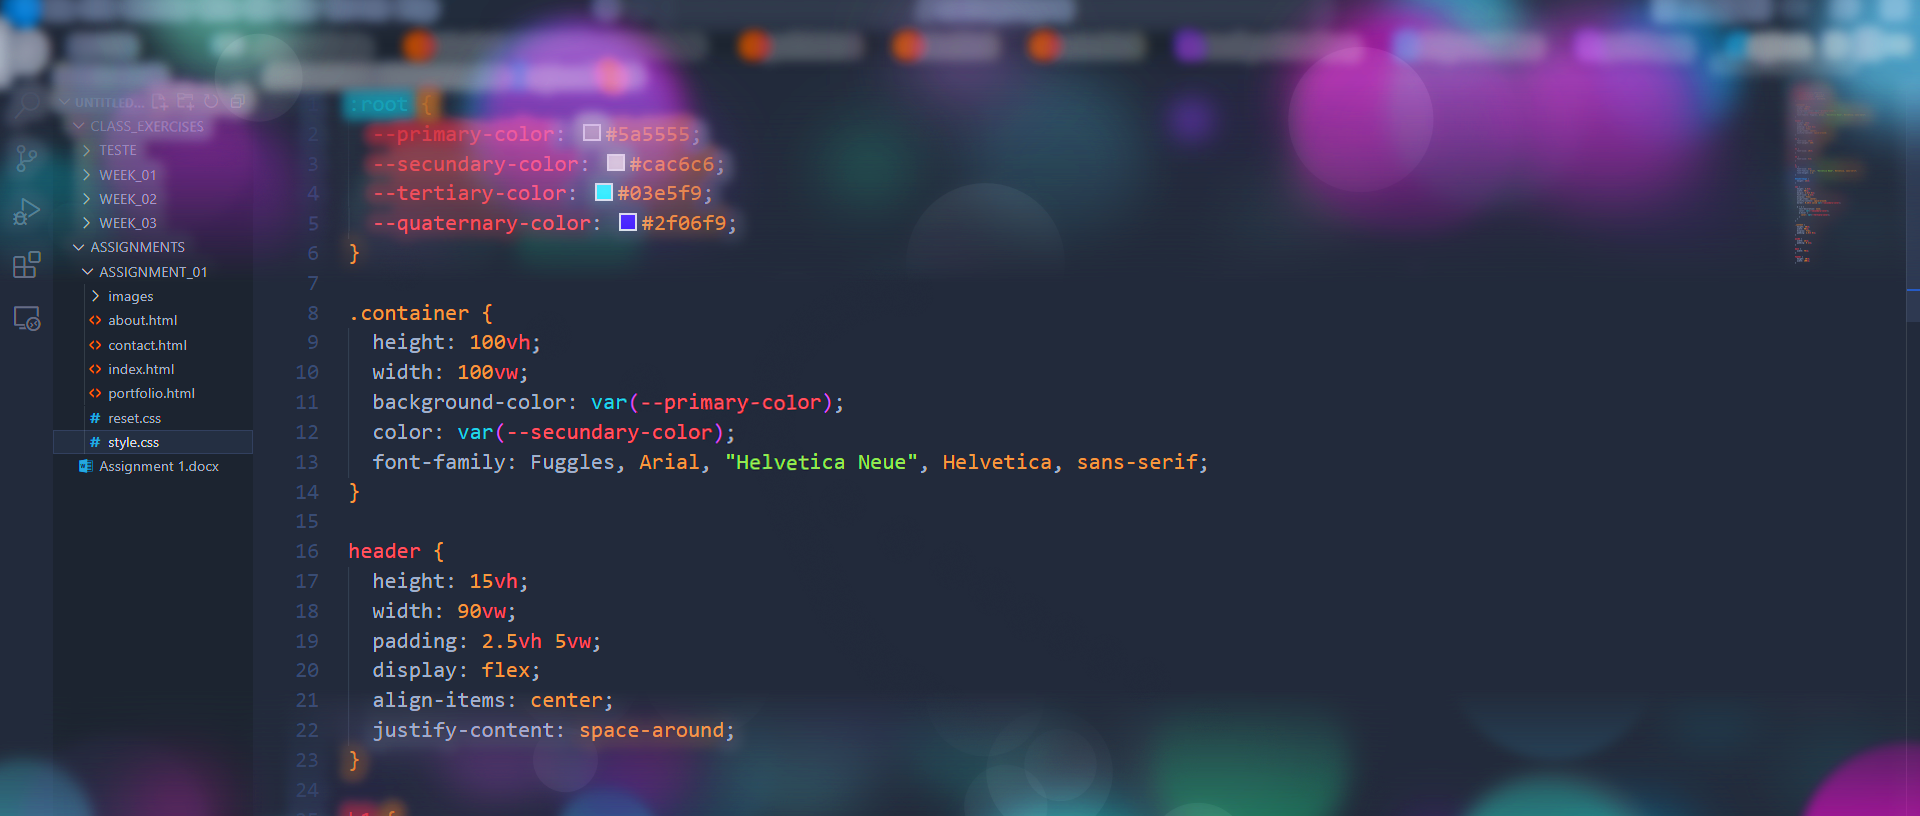 UNTITLED...
CLASS_EXERCISES
TESTE
WEEK_01
WEEK_02
WEEK_03
ASSIGNMENTS
ASSIGNMENT_01
images
about.html
contact.html
index.html
portfolio.html
# reset.css
# style.css
Assignment 1.docx
:root {
2 --primary-color: #5a5555;
3 --secundary-color: #cac6c6;
4 --tertiary-color: #03e5f9;
5 --quaternary-color: #2f06f9;
6 }
7
8 .container {
9 height: 100vh;
10 width: 100vw;
11 background-color: var(--primary-color);
12 color: var(--secundary-color);
13 font-family: Fuggles, Arial, "Helvetica Neue", Helvetica, sans-serif;
14 }
15
16 header {
17 height: 15vh;
18 width: 90vw;
19 padding: 2.5vh 5vw;
20 display: flex;
21 align-items: center;
22 justify-content: space-around;
23 }
24